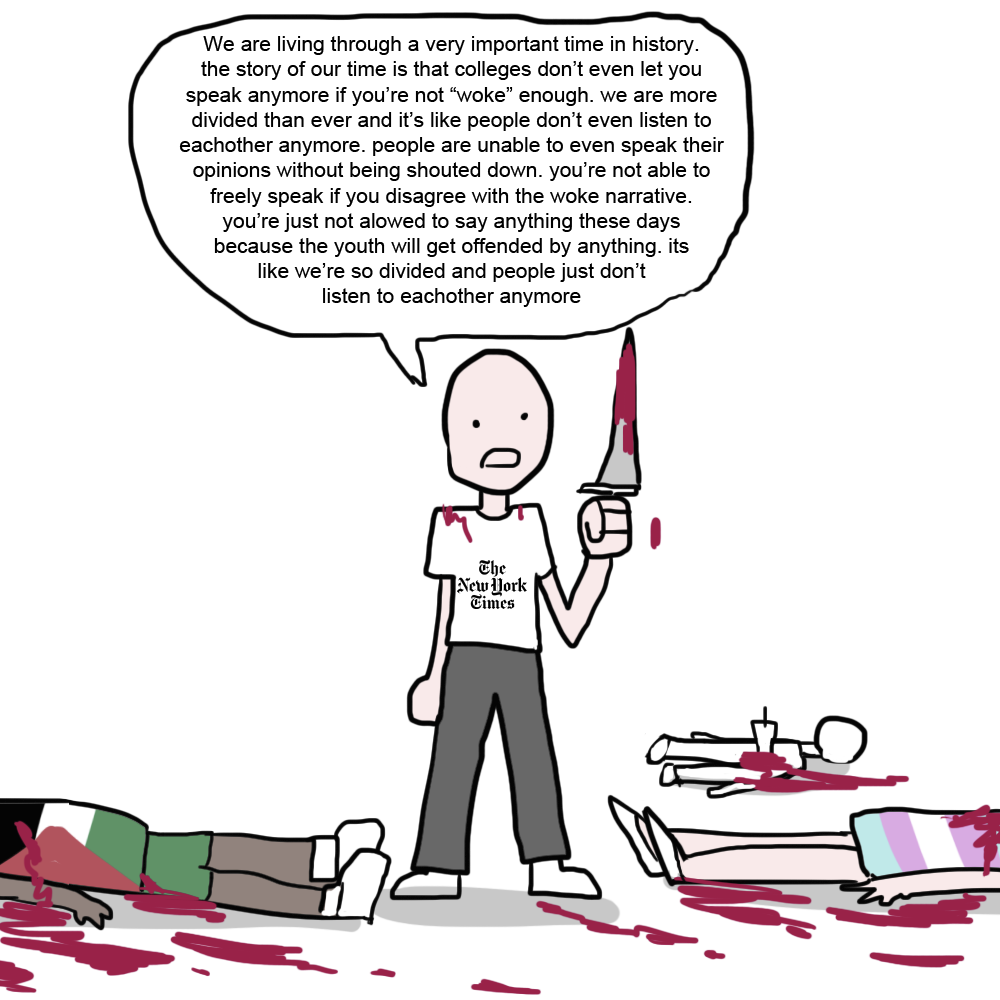 We are living through a very important time in history.
the story of our time is that colleges don't even let you
speak anymore if you're not “woke” enough. we are more
divided than ever and it's like people don't even listen to
eachother anymore. people are unable to even speak their
opinions without being shouted down. you're not able to
freely speak if you disagree with the woke narrative.
you're just not alowed to say anything these days
because the youth will get offended by anything. its
like we're so divided and people just don't
listen to eachother anymore
The
New York
Times